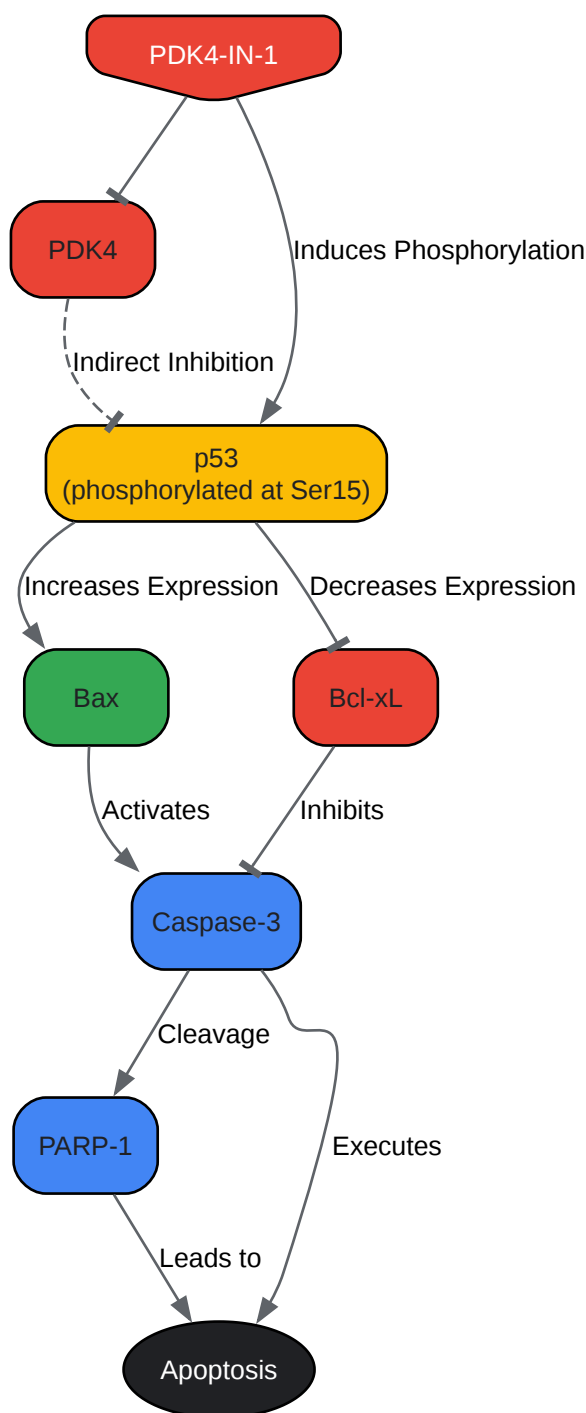 PDK4-IN-1
PDK4
Induces Phosphorylation
Indirect Inhibition
p53
(phosphorylated at Ser15)
Increases Expression
Decreases Expression
Bax
Bcl-xL
Activates
Inhibits
Caspase-3
Cleavage
PARP-1
Executes
Leads to
Apoptosis